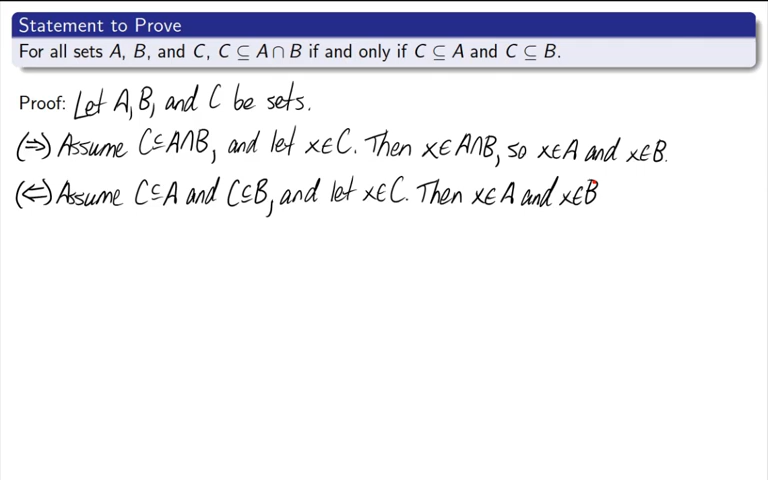 Statement to Prove
For all sets A, B, and C, C ⊆ A ∩ B if and only if C ⊆ A and C ⊆ B.
Proof: Let A, B, and C be sets.
(⇒) Assume C⊆A∩B, and let x∈C. Then x∈A∩B, so x∈A and x∈B.
(⇐) Assume C⊆A and C⊆B, and let x∈C. Then x∈A and x∈B